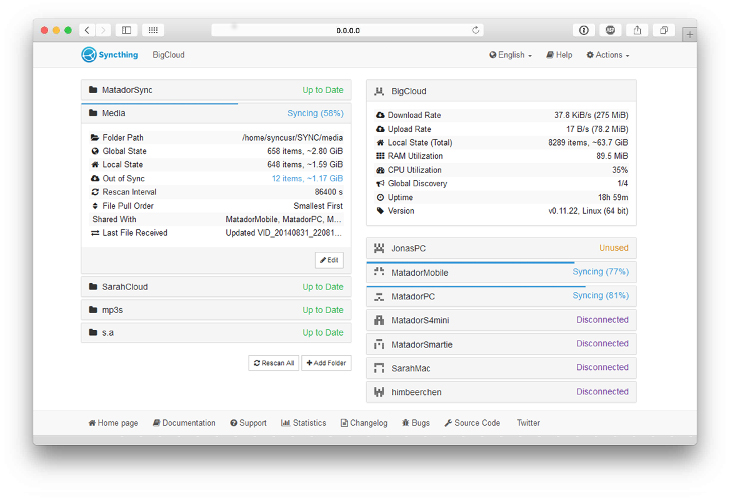 0.0.0.0
Syncthing BigCloud English Help Actions
MatadorSync Up to Date
Media Syncing (58%)
Folder Path /home/syncusr/SYNC/media
Global State 658 items, ~2.80 GiB
Local State 648 items, ~1.59 GiB
Out of Sync 12 items, ~1.17 GiB
Rescan Interval 86400 s
File Pull Order Smallest First
Shared With MatadorMobile, MatadorPC, M...
Last File Received Updated VID_20140831_22081...
Edit
SarahCloud Up to Date
mp3s Up to Date
s.a Up to Date
Rescan All Add Folder
BigCloud
Download Rate 37.8 KiB/s (275 MiB)
Upload Rate 17 B/s (78.2 MiB)
Local State (Total) 8289 items, ~63.7 GiB
RAM Utilization 89.5 MiB
CPU Utilization 35%
Global Discovery 1/4
Uptime 18h 59m
Version v0.11.22, Linux (64 bit)
JonasPC Unused
MatadorMobile Syncing (77%)
MatadorPC Syncing (81%)
MatadorS4mini Disconnected
MatadorSmartie Disconnected
SarahMac Disconnected
himbeerchen Disconnected
Home page Documentation Support Statistics Changelog Bugs Source Code Twitter